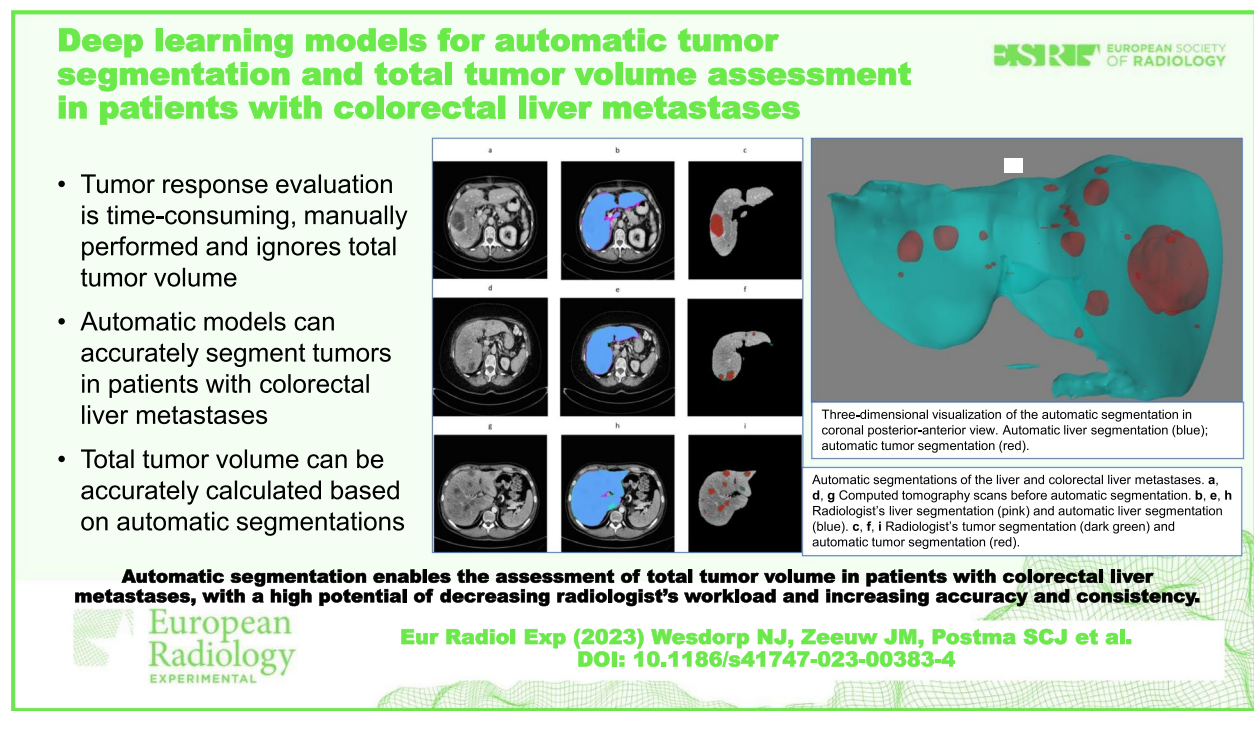 Deep learning models for automatic tumor
segmentation and total tumor volume assessment
in patients with colorectal liver metastases
ESR EUROPEAN SOCIETY
OF RADIOLOGY
• Tumor response evaluation
is time-consuming, manually
performed and ignores total
tumor volume
• Automatic models can
accurately segment tumors
in patients with colorectal
liver metastases
• Total tumor volume can be
accurately calculated based
on automatic segmentations
a b c
d e f
g h i
Three-dimensional visualization of the automatic segmentation in
coronal posterior-anterior view. Automatic liver segmentation (blue);
automatic tumor segmentation (red).
Automatic segmentations of the liver and colorectal liver metastases. a,
d, g Computed tomography scans before automatic segmentation. b, e, h
Radiologist's liver segmentation (pink) and automatic liver segmentation
(blue). c, f, i Radiologist's tumor segmentation (dark green) and
automatic tumor segmentation (red).
Automatic segmentation enables the assessment of total tumor volume in patients with colorectal liver
metastases, with a high potential of decreasing radiologist's workload and increasing accuracy and consistency.
European
Radiology
EXPERIMENTAL
Eur Radiol Exp (2023) Wesdorp NJ, Zeeuw JM, Postma SCJ et al.
DOI: 10.1186/s41747-023-00383-4